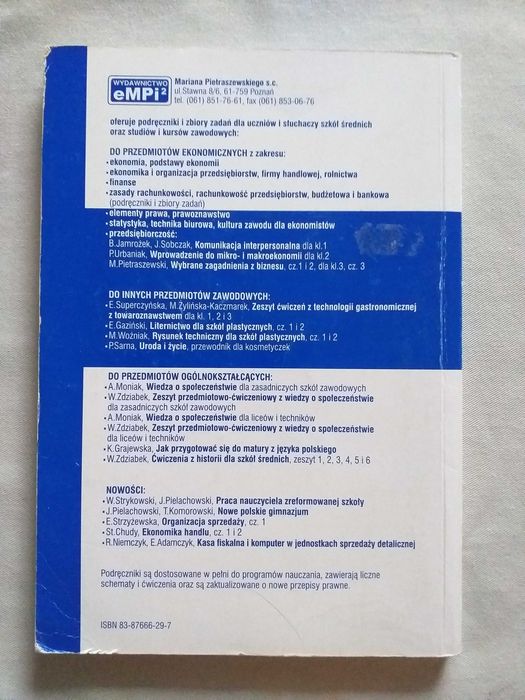 WYDAWNICTWO
eMPi²
Mariana Pietraszewskiego s.c.
ul.Stawna 8/6, 61-759 Poznań
tel. (061) 851-76-61, fax (061) 853-06-76
oferuje podręczniki i zbiory zadań dla uczniów i słuchaczy szkół średnich
oraz studiów i kursów zawodowych:
DO PRZEDMIOTÓW EKONOMICZNYCH z zakresu:
•ekonomia, podstawy ekonomii
•ekonomika i organizacja przedsiębiorstw, firmy handlowej, rolnictwa
•finanse
•zasady rachunkowości, rachunkowość przedsiębiorstw, budżetowa i bankowa
(podręczniki i zbiory zadań)
•elementy prawa, prawoznawstwo
•statystyka, technika biurowa, kultura zawodu dla ekonomistów
•przedsiębiorczość:
B.Jamrożek, J.Sobczak, Komunikacja interpersonalna dla kl.1
P.Urbaniak, Wprowadzenie do mikro- i makroekonomii dla kl.2
M.Pietraszewski, Wybrane zagadnienia z biznesu, cz.1 i 2, dla kl.3, cz. 3
DO INNYCH PRZEDMIOTÓW ZAWODOWYCH:
•E.Superczyńska, M.Żylińska-Kaczmarek, Zeszyt ćwiczeń z technologii gastronomicznej
z towaroznawstwem dla kl. 1, 2 i 3
•E.Gaziński, Liternictwo dla szkół plastycznych, cz. 1 i 2
•M.Woźniak, Rysunek techniczny dla szkół plastycznych, cz. 1 i 2
•P.Sarna, Uroda i życie, przewodnik dla kosmetyczek
DO PRZEDMIOTÓW OGÓLNOKSZTAŁCĄCYCH:
•A.Moniak, Wiedza o społeczeństwie dla zasadniczych szkół zawodowych
•W.Zdziabek, Zeszyt przedmiotowo-ćwiczeniowy z wiedzy o społeczeństwie
dla zasadniczych szkół zawodowych
•A.Moniak, Wiedza o społeczeństwie dla liceów i techników
•W.Zdziabek, Zeszyt przedmiotowo-ćwiczeniowy z wiedzy o społeczeństwie
dla liceów i techników
•K.Grajewska, Jak przygotować się do matury z języka polskiego
•W.Zdziabek, Ćwiczenia z historii dla szkół średnich, zeszyt 1, 2, 3, 4, 5 i 6
NOWOŚCI:
•W.Strykowski, J.Pielachowski, Praca nauczyciela zreformowanej szkoły
•J.Pielachowski, T.Komorowski, Nowe polskie gimnazjum
•E.Strzyżewska, Organizacja sprzedaży, cz. 1
•St.Chudy, Ekonomika handlu, cz. 1 i 2
•R.Niemczyk, E.Adamczyk, Kasa fiskalna i komputer w jednostkach sprzedaży detalicznej
Podręczniki są dostosowane w pełni do programów nauczania, zawierają liczne
schematy i ćwiczenia oraz są zaktualizowane o nowe przepisy prawne.
ISBN 83-87666-29-7